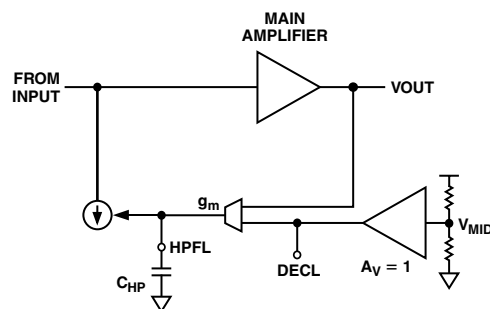 MAIN
AMPLIFIER
FROM
INPUT
VOUT
gm
VMID
HPFL
DECL
CHP
AV = 1